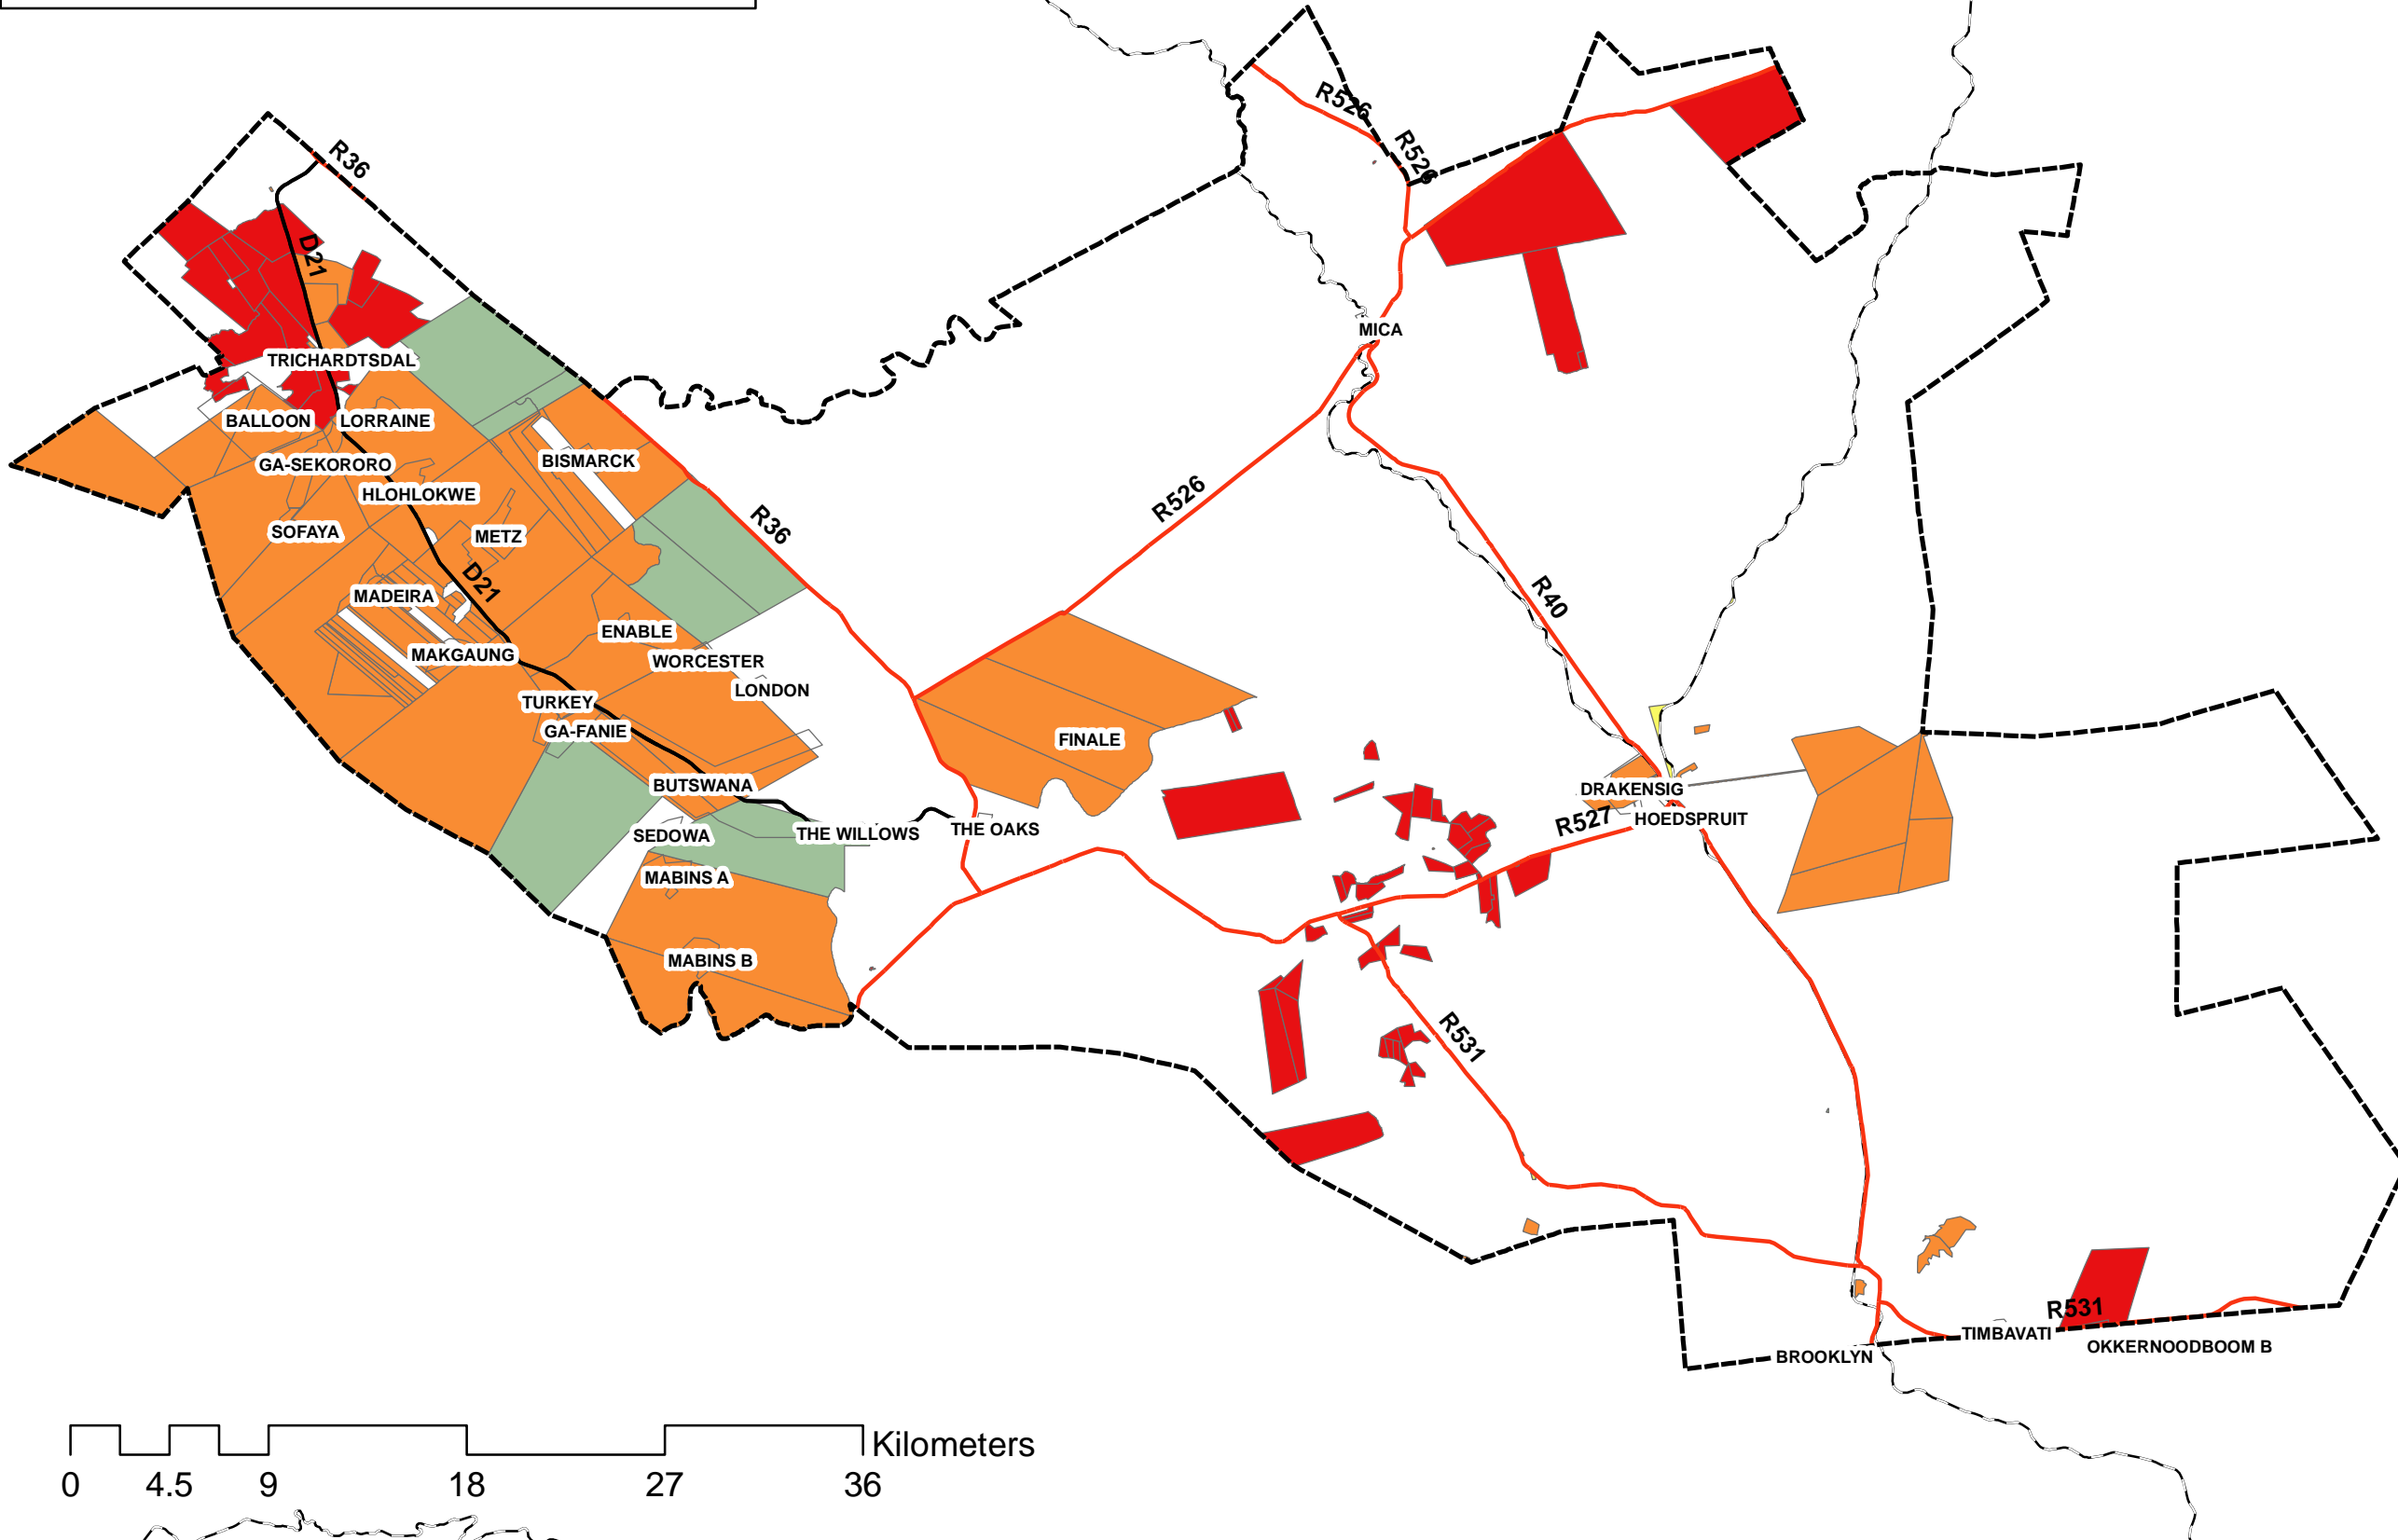 R526
R526
R36
D21
MICA
TRICHARDTSDAL
BALLOON
LORRAINE
GA-SEKORORO
BISMARCK
HLOHLOKWE
R526
SOFAYA
METZ
R36
D21
MADEIRA
R40
ENABLE
MAKGAUNG
WORCESTER
LONDON
TURKEY
GA-FANIE
FINALE
BUTSWANA
DRAKENSIG
R527
HOEDSPRUIT
SEDOWA
THE WILLOWS
THE OAKS
MABINS A
MABINS B
R531
R531
TIMBAVATI
OKKERNOODBOOM B
BROOKLYN
Kilometers
0 4.5 9 18 27 36